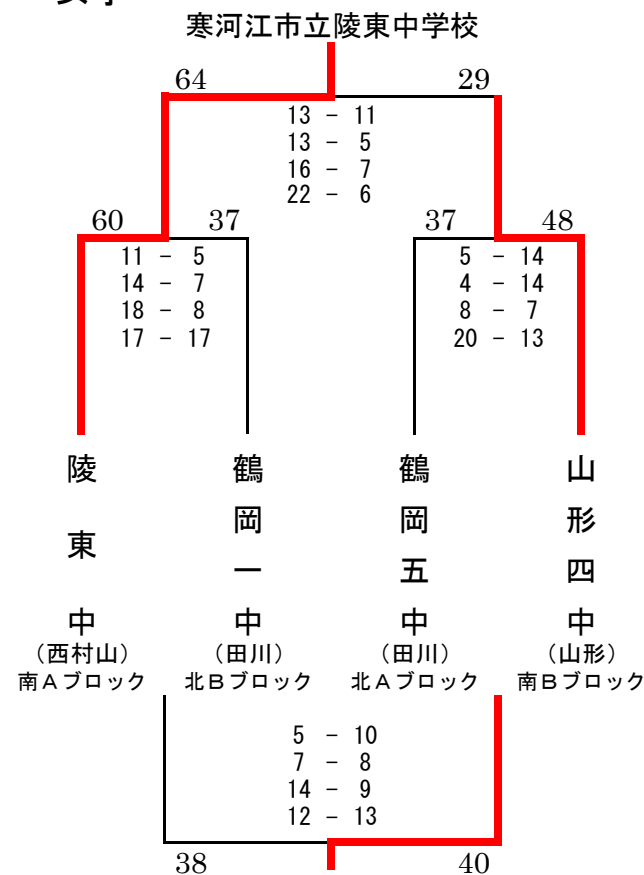 寒河江市立陵東中学校
64 29
13 - 11
13 - 5
16 - 7
22 - 6
60 37 37 48
11 - 5 5 - 14
14 - 7 4 - 14
18 - 8 8 - 7
17 - 17 20 - 13
陵東中 鶴岡一中 鶴岡五中 山形四中
(西村山) (田川) (田川) (山形)
南Aブロック 北Bブロック 北Aブロック 南Bブロック
5 - 10
7 - 8
14 - 9
12 - 13
38 40